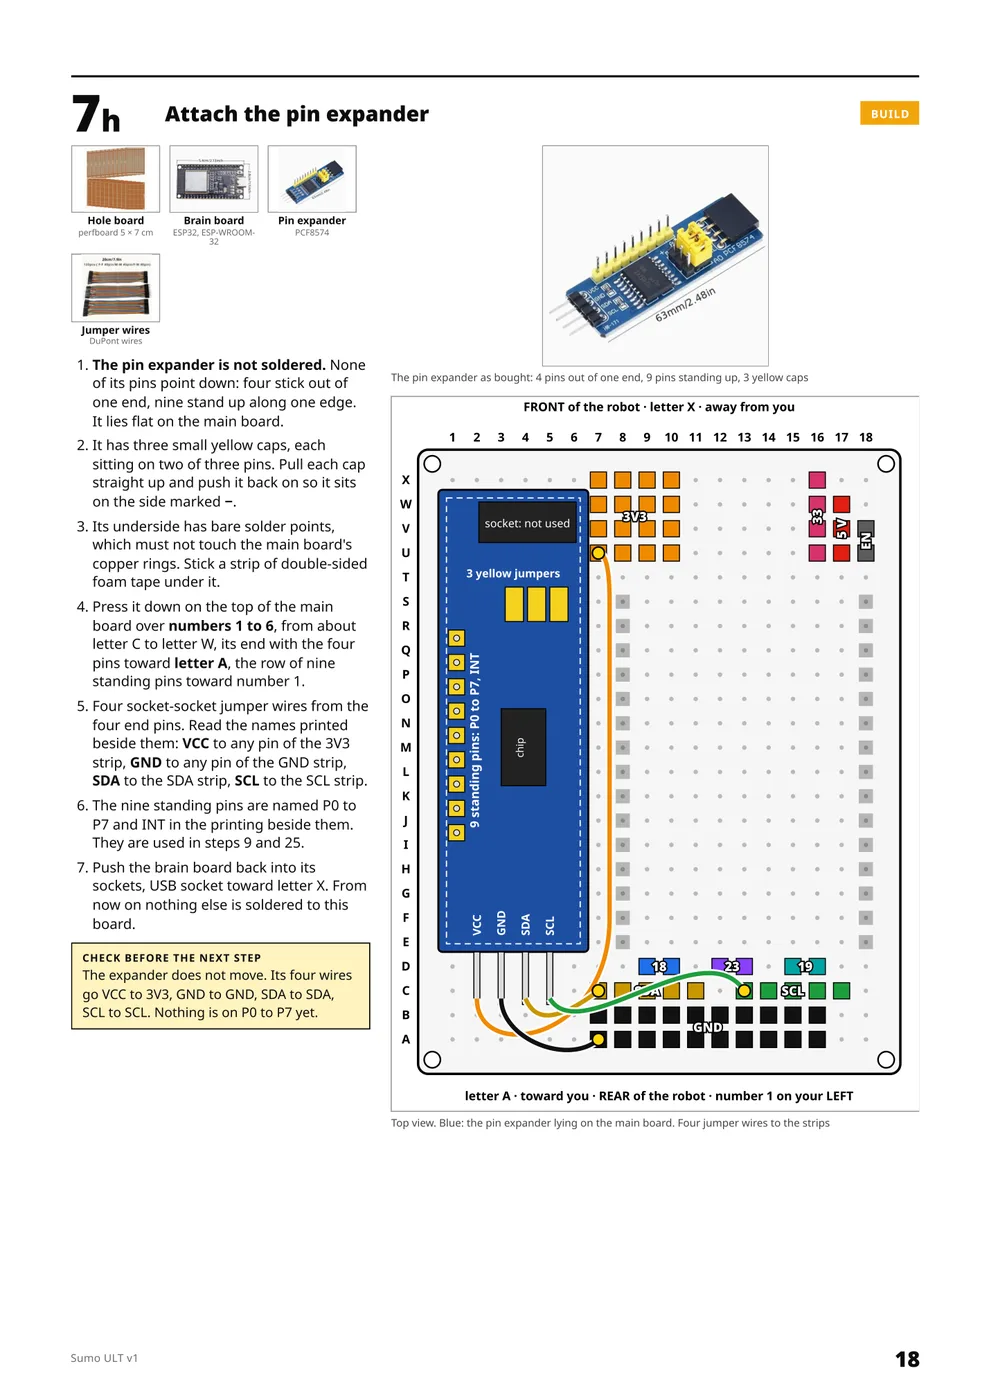 7h
Attach the pin expander
BUILD
Hole board
perfboard 5 × 7 cm
Brain board
ESP32, ESP-WROOM-
32
Pin expander
PCF8574
Jumper wires
DuPont wires
1. The pin expander is not soldered. None
of its pins point down: four stick out of
one end, nine stand up along one edge.
It lies flat on the main board.
2. It has three small yellow caps, each
sitting on two of three pins. Pull each cap
straight up and push it back on so it sits
on the side marked −.
3. Its underside has bare solder points,
which must not touch the main board's
copper rings. Stick a strip of double-sided
foam tape under it.
4. Press it down on the top of the main
board over numbers 1 to 6, from about
letter C to letter W, its end with the four
pins toward letter A, the row of nine
standing pins toward number 1.
5. Four socket-socket jumper wires from the
four end pins. Read the names printed
beside them: VCC to any pin of the 3V3
strip, GND to any pin of the GND strip,
SDA to the SDA strip, SCL to the SCL strip.
6. The nine standing pins are named P0 to
P7 and INT in the printing beside them.
They are used in steps 9 and 25.
7. Push the brain board back into its
sockets, USB socket toward letter X. From
now on nothing else is soldered to this
board.
CHECK BEFORE THE NEXT STEP
The expander does not move. Its four wires
go VCC to 3V3, GND to GND, SDA to SDA,
SCL to SCL. Nothing is on P0 to P7 yet.
VCC
GND
SDA
SCL
PCF8574
63mm/2.48in
The pin expander as bought: 4 pins out of one end, 9 pins standing up, 3 yellow caps
FRONT of the robot · letter X · away from you
1 2 3 4 5 6 7 8 9 10 11 12 13 14 15 16 17 18
X
W
V
U
T
S
R
Q
P
O
N
M
L
K
J
I
H
G
F
E
D
C
B
A
socket: not used
3 yellow jumpers
9 standing pins: P0 to P7, INT
chip
VCC
GND
SDA
SCL
3V3
33
5V
EN
18
23
19
SCL
GND
letter A · toward you · REAR of the robot · number 1 on your LEFT
Top view. Blue: the pin expander lying on the main board. Four jumper wires to the strips
Sumo ULT v1
18